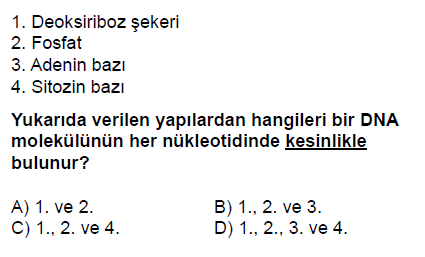 1. Deoksiriboz şekeri
2. Fosfat
3. Adenin bazı
4. Sitozin bazı
Yukarıda verilen yapılardan hangileri bir DNA
molekülünün her nükleotidinde kesinlikle
bulunur?
A) 1. ve 2. B) 1., 2. ve 3.
C) 1., 2. ve 4. D) 1., 2., 3. ve 4.